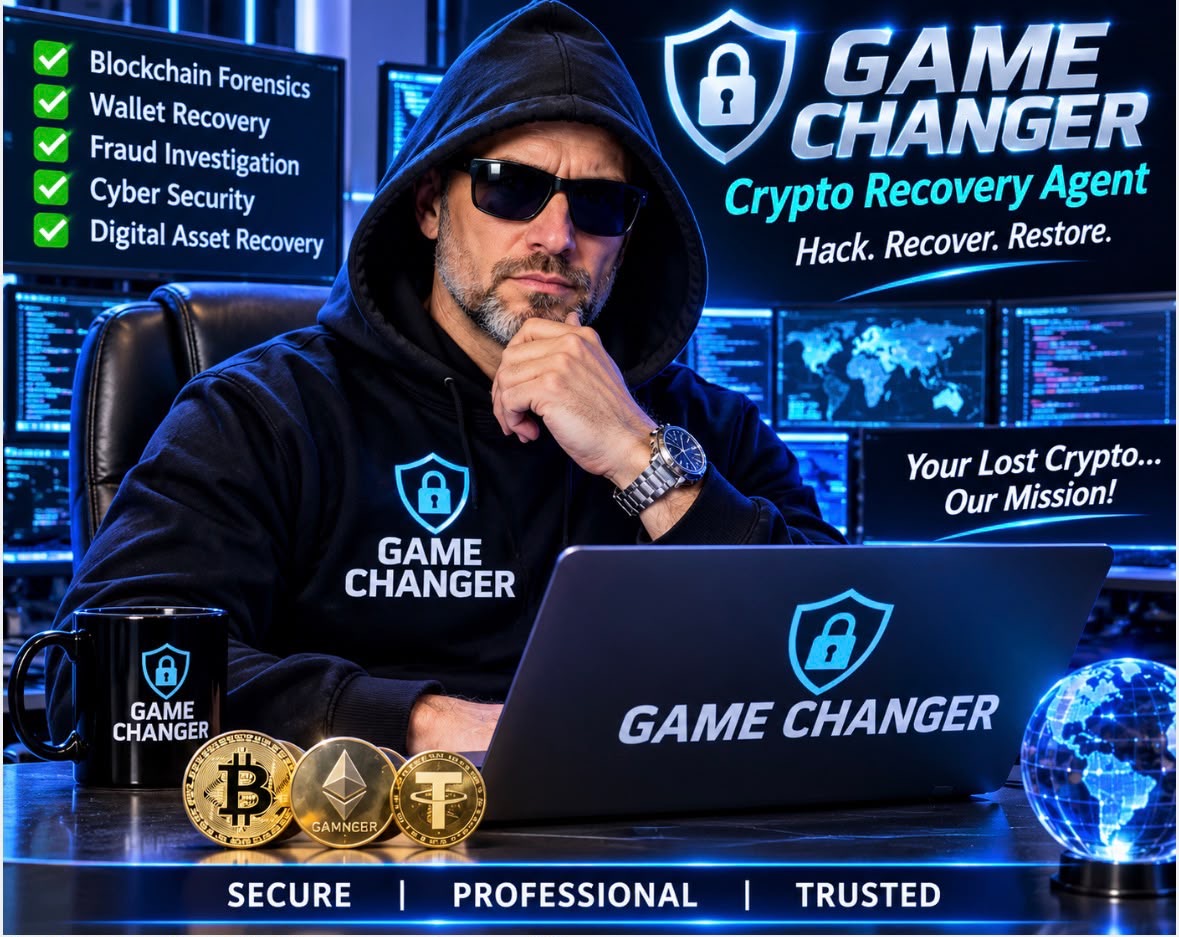 Blockchain Forensics
Wallet Recovery
Fraud Investigation
Cyber Security
Digital Asset Recovery
GAME
CHANGER
Crypto Recovery Agent
Hack. Recover. Restore.
Your Lost Crypto...
Our Mission!
GAME
CHANGER
GAME CHANGER
GAME
CHANGER
GAMNGER
SECURE | PROFESSIONAL | TRUSTED